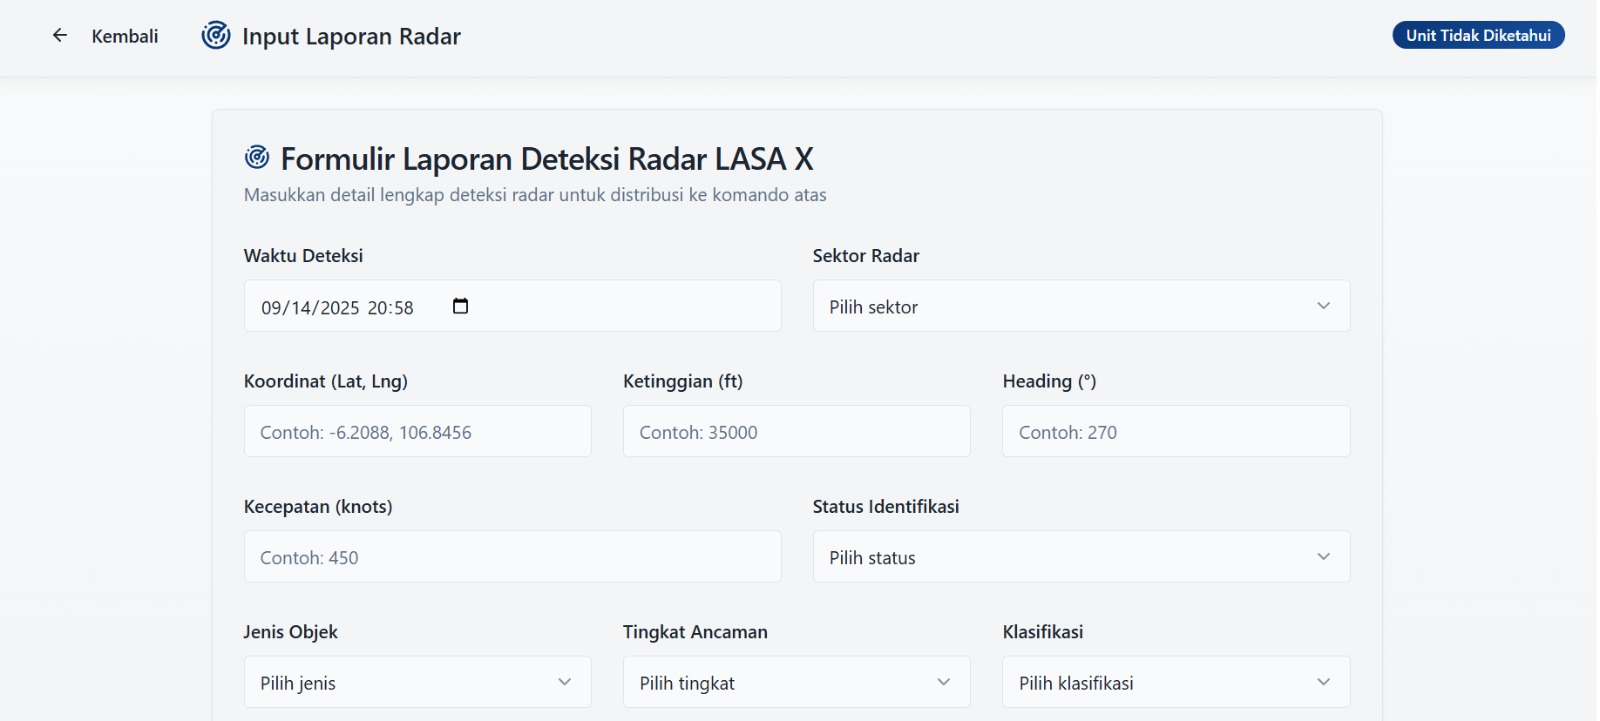 Kembali
Input Laporan Radar
Unit Tidak Diketahui
Formulir Laporan Deteksi Radar LASA X
Masukkan detail lengkap deteksi radar untuk distribusi ke komando atas
Waktu Deteksi
Sektor Radar
09/14/2025 20:58
Pilih sektor
Koordinat (Lat, Lng)
Ketinggian (ft)
Heading (°)
Contoh: -6.2088, 106.8456
Contoh: 35000
Contoh: 270
Kecepatan (knots)
Status Identifikasi
Contoh: 450
Pilih status
Jenis Objek
Tingkat Ancaman
Klasifikasi
Pilih jenis
Pilih tingkat
Pilih klasifikasi